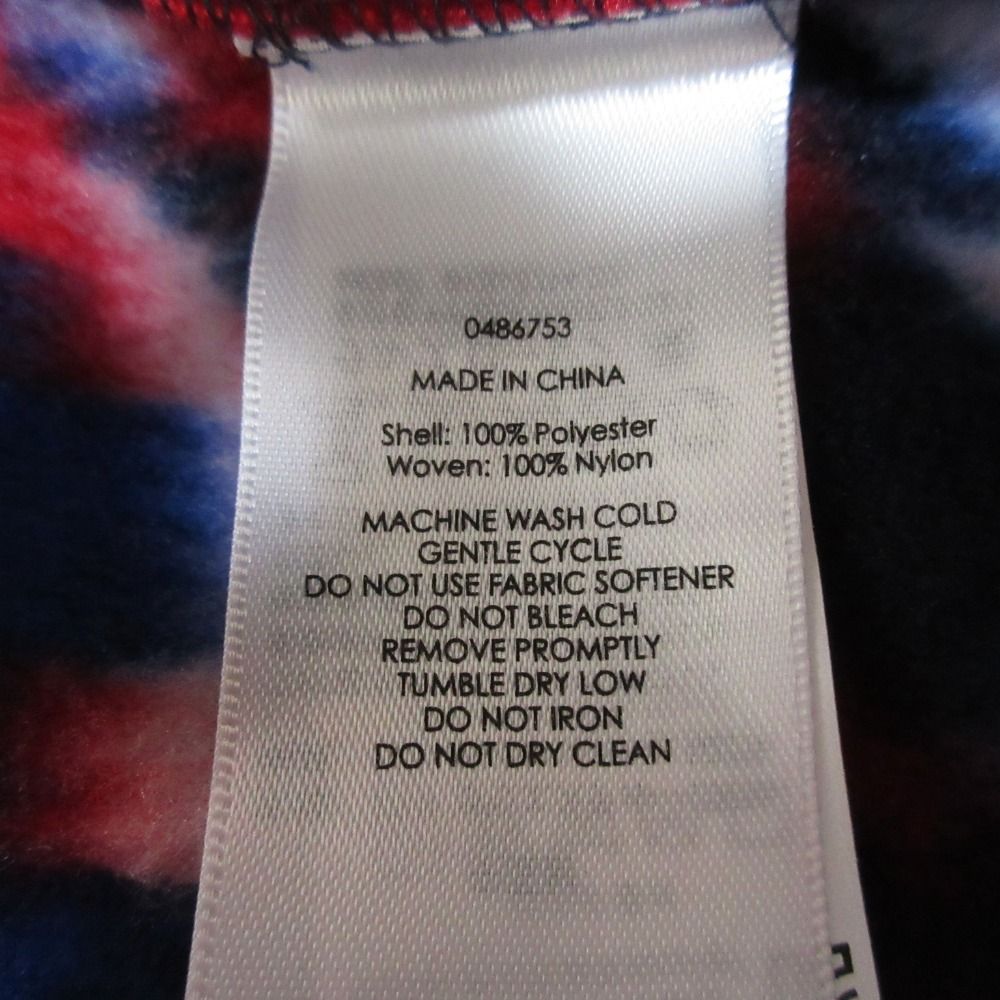 0486753
MADE IN CHINA
Shell: 100% Polyester
Woven: 100% Nylon
MACHINE WASH COLD
GENTLE CYCLE
DO NOT USE FABRIC SOFTENER
DO NOT BLEACH
REMOVE PROMPTLY
TUMBLE DRY LOW
DO NOT IRON
DO NOT DRY CLEAN